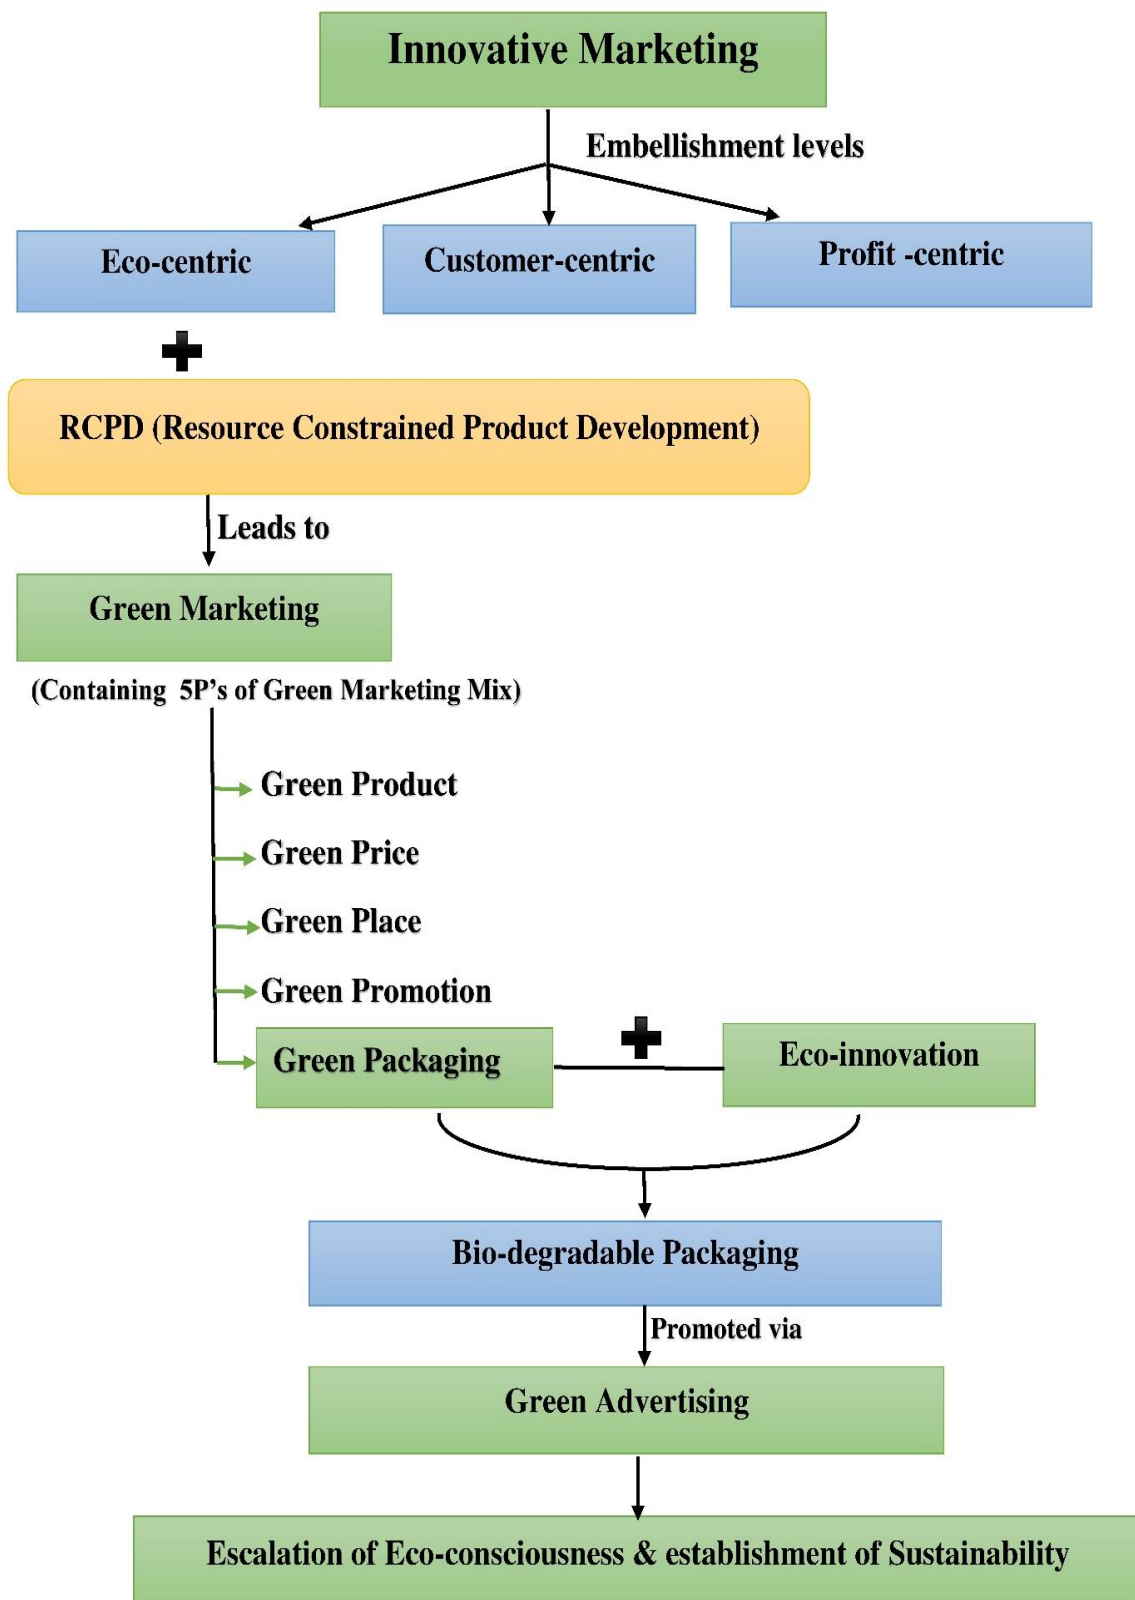 Innovative Marketing
Embellishment levels
Eco-centric
Customer-centric
Profit -centric
RCPD (Resource Constrained Product Development)
Leads to
Green Marketing
(Containing 5P's of Green Marketing Mix)
Green Product
Green Price
Green Place
Green Promotion
Green Packaging
Eco-innovation
Bio-degradable Packaging
Promoted via
Green Advertising
Escalation of Eco-consciousness & establishment of Sustainability